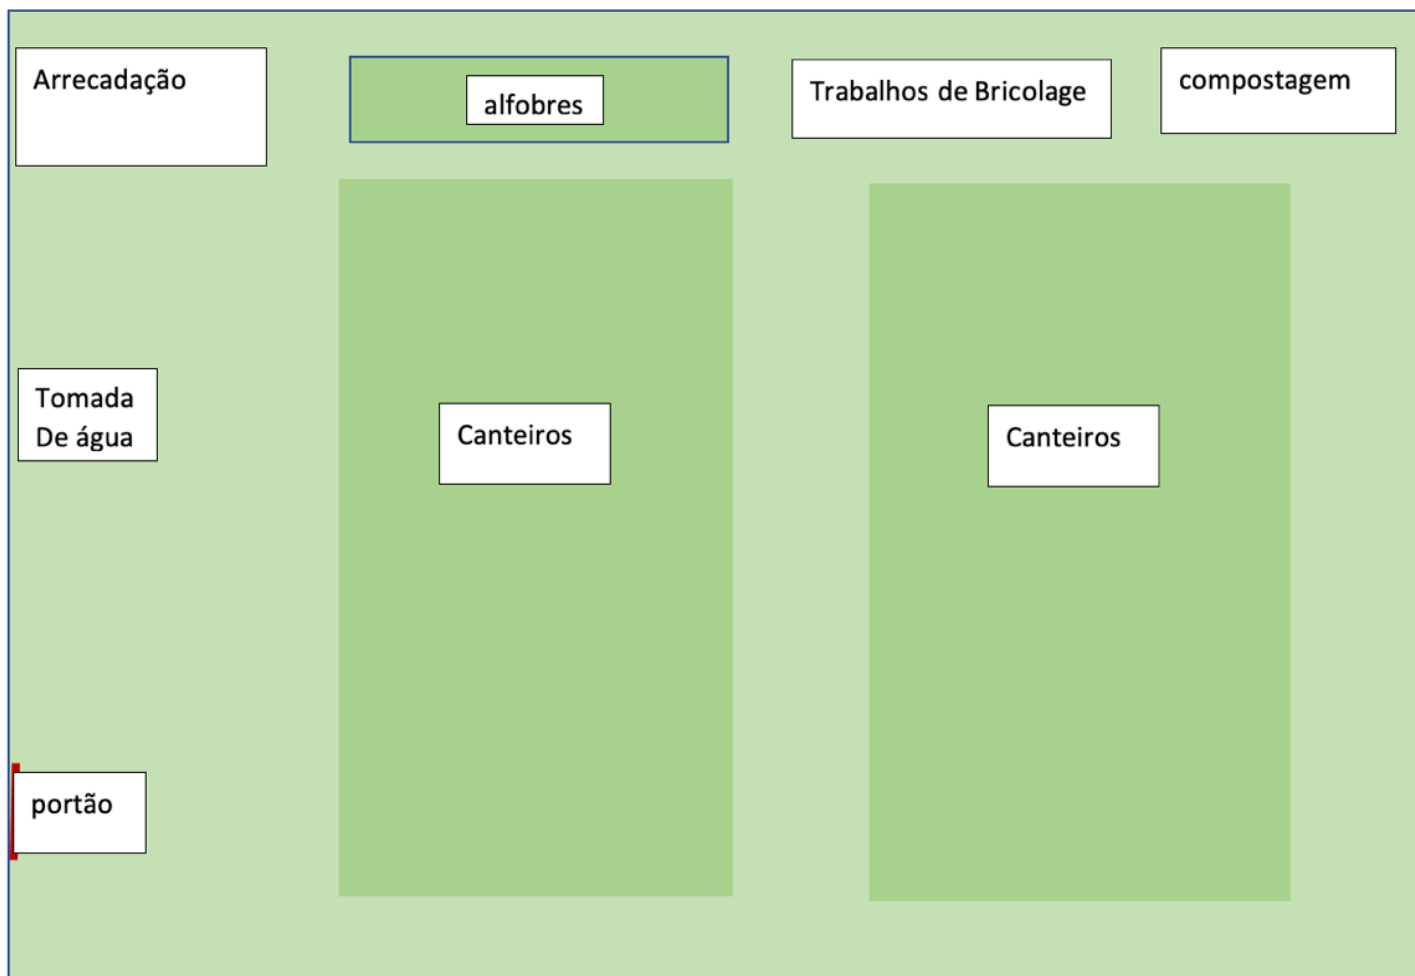 Arrecadação
alfobres
Trabalhos de Bricolage
compostagem
Tomada
De água
Canteiros
Canteiros
portão